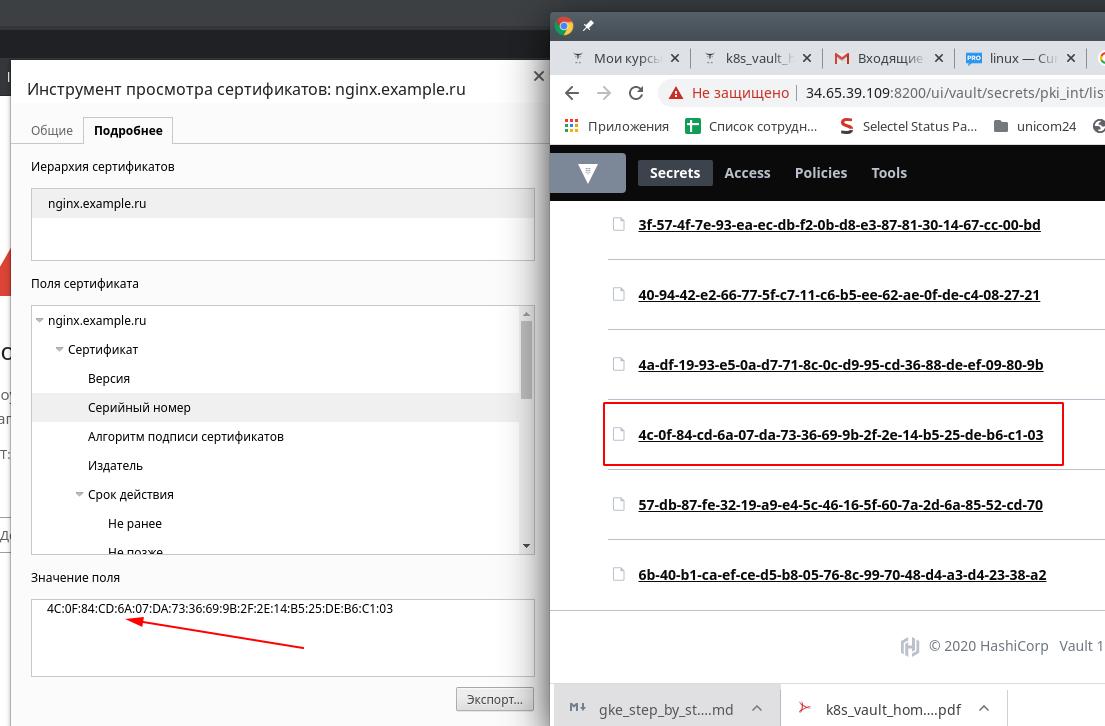 Инструмент просмотра сертификатов: nginx.example.ru
Общие
Подробнее
Иерархия сертификатов
nginx.example.ru
Поля сертификата
nginx.example.ru
Сертификат
Версия
Серийный номер
Алгоритм подписи сертификатов
Издатель
Срок действия
Не ранее
Не позже
Значение поля
4C:0F:84:CD:6A:07:DA:73:36:69:9B:2F:2E:14:B5:25:DE:B6:C1:03
Экспорт...
Мои курсы
k8s_vault_h
Входящие
PRO linux — Cu
Не защищено 34.65.39.109:8200/ui/vault/secrets/pki_int/lis
Приложения Список сотрудн... Selectel Status Pa... unicom24
Secrets Access Policies Tools
3f-57-4f-7e-93-ea-ec-db-f2-0b-d8-e3-87-81-30-14-67-cc-00-bd
40-94-42-e2-66-77-5f-c7-11-c6-b5-ee-62-ae-0f-de-c4-08-27-21
4a-df-19-93-e5-0a-d7-71-8c-0c-d9-95-cd-36-88-de-ef-09-80-9b
4c-0f-84-cd-6a-07-da-73-36-69-9b-2f-2e-14-b5-25-de-b6-c1-03
57-db-87-fe-32-19-a9-e4-5c-46-16-5f-60-7a-2d-6a-85-52-cd-70
6b-40-b1-ca-ef-ce-d5-b8-05-76-8c-99-70-48-d4-a3-d4-23-38-a2
© 2020 HashiCorp Vault 1
gke_step_by_st....md
k8s_vault_hom....pdf